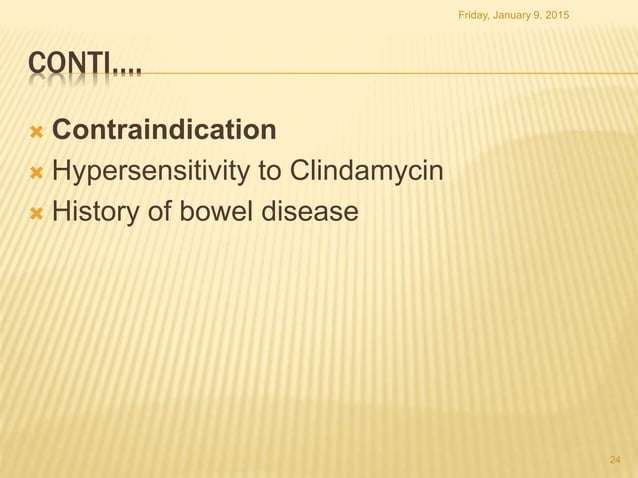 Friday, January 9, 2015
CONTI....
Contraindication
Hypersensitivity to Clindamycin
History of bowel disease
24